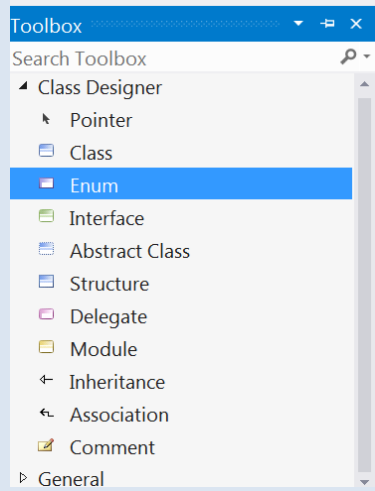 Toolbox
Search Toolbox
Class Designer
Pointer
Class
Enum
Interface
Abstract Class
Structure
Delegate
Module
Inheritance
Association
Comment
General